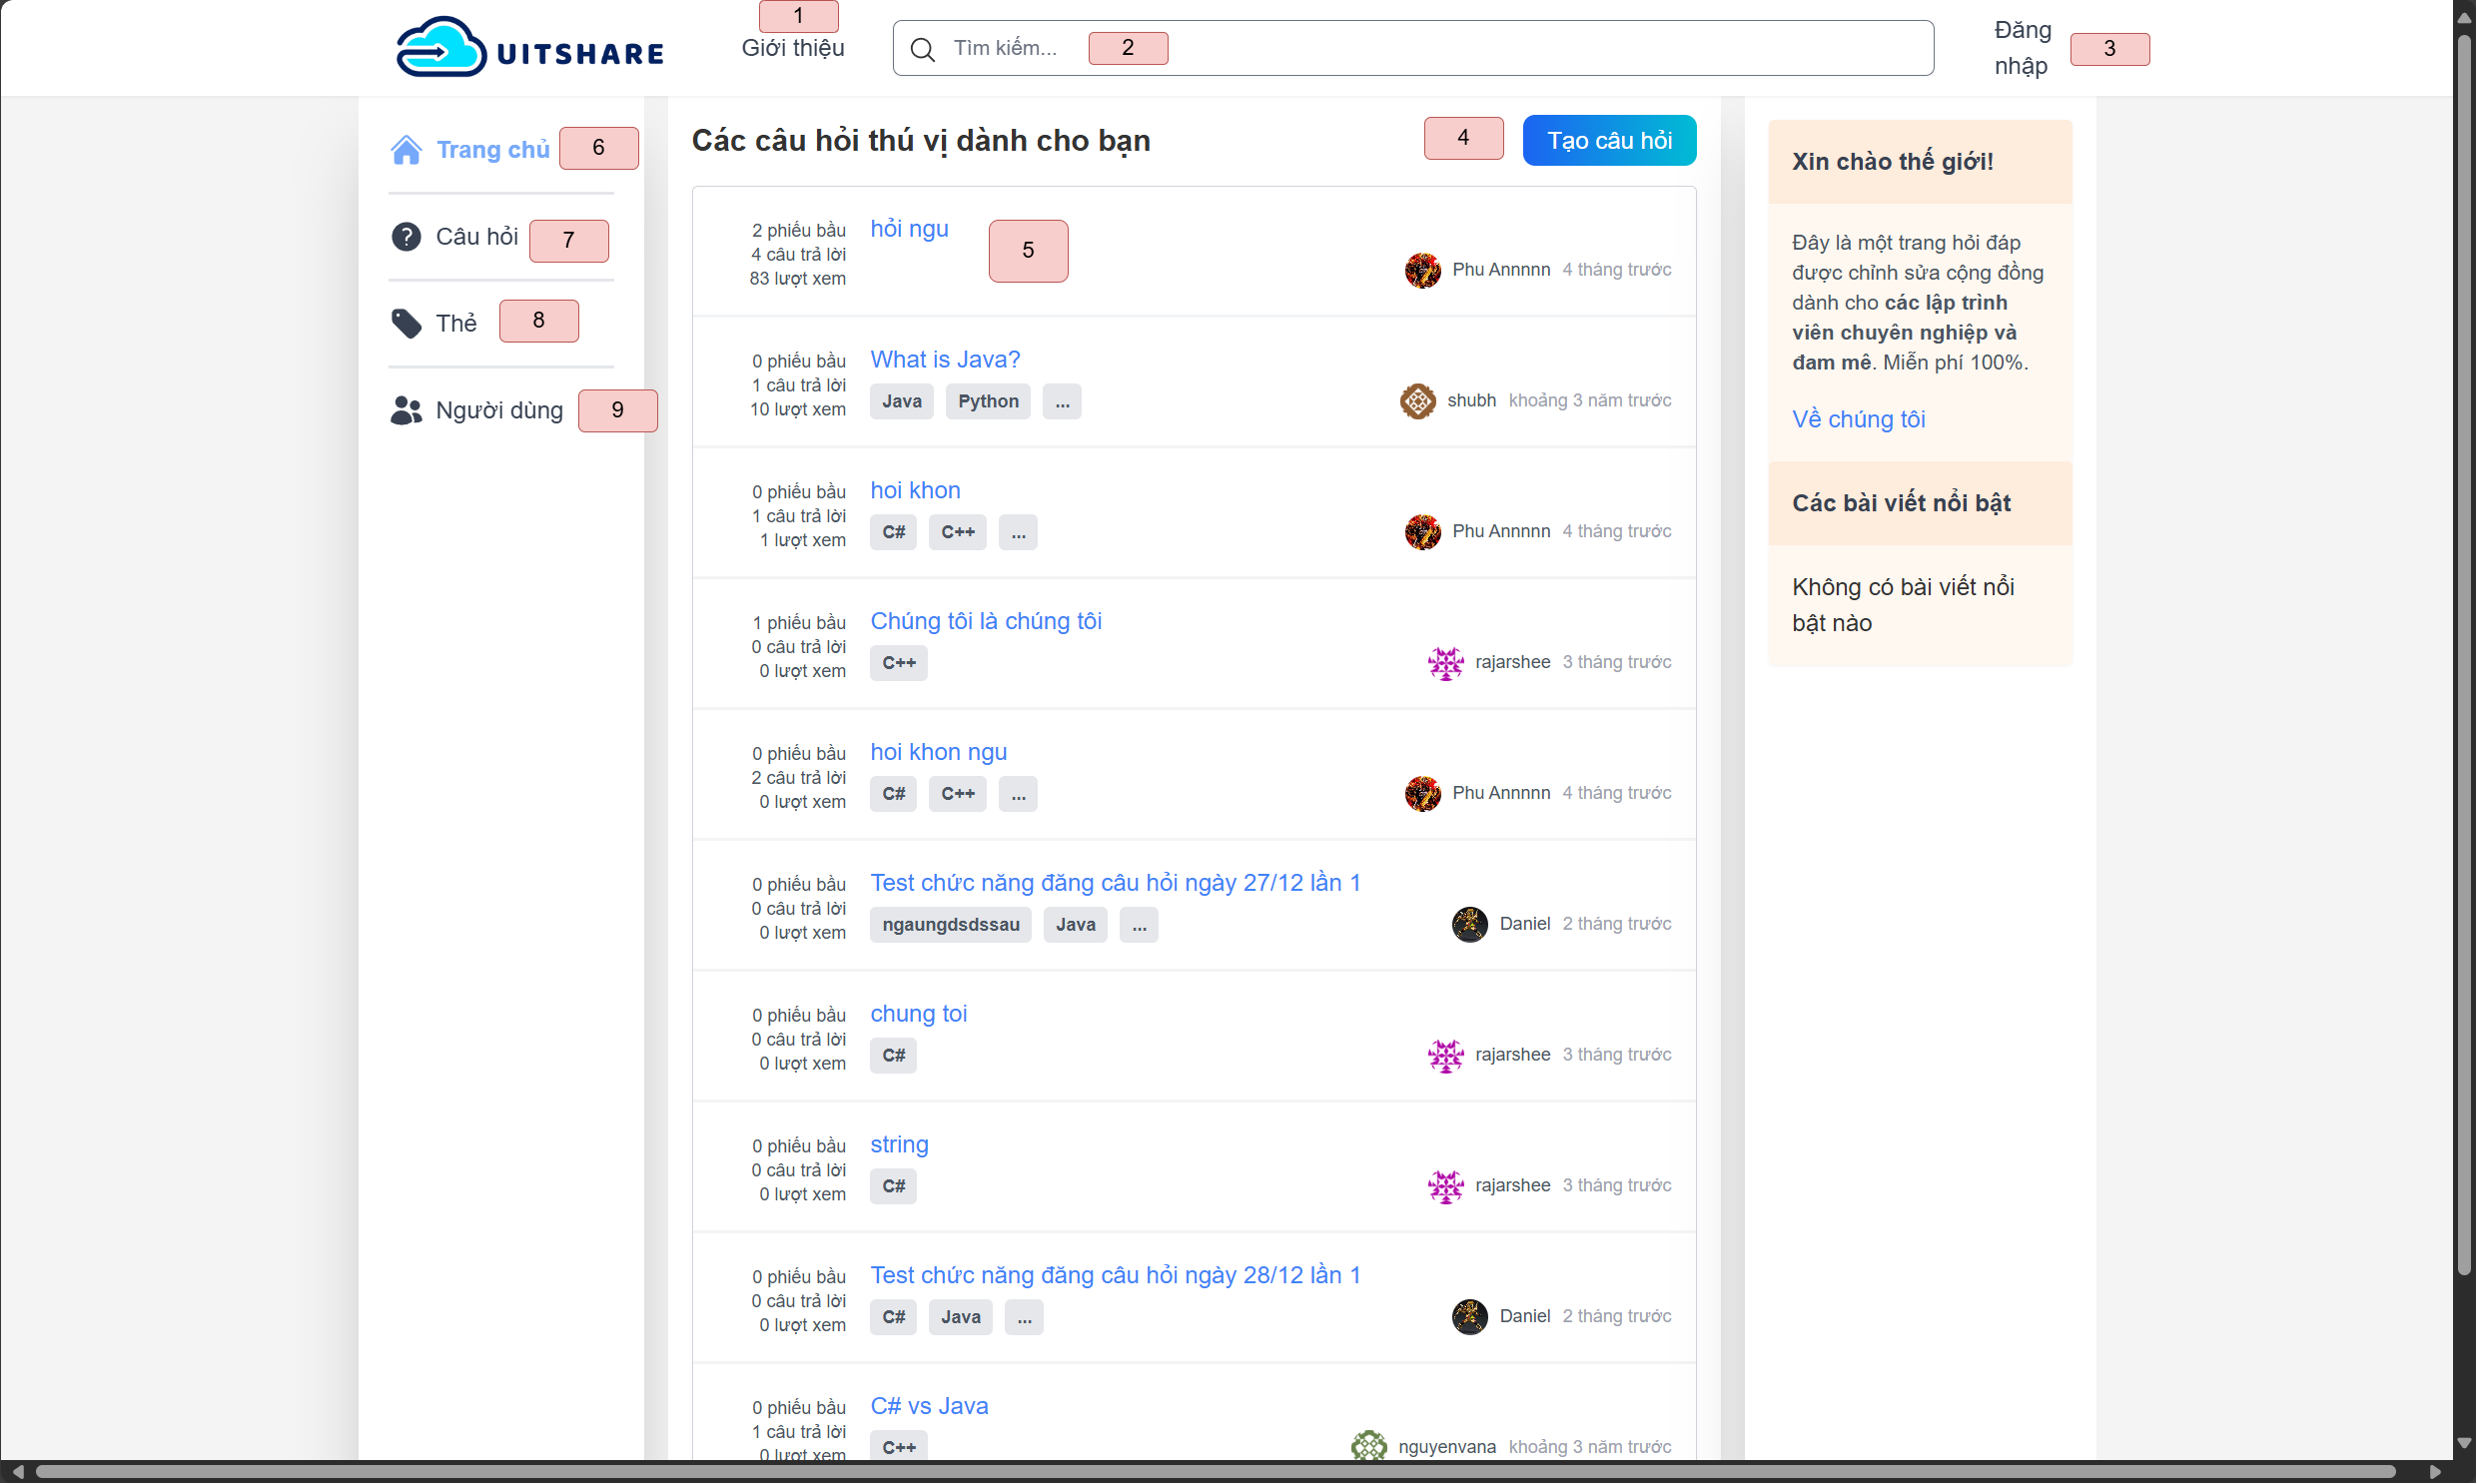 UITSHARE
1
Giới thiệu
Tìm kiếm...
2
Đăng
nhập
3
Trang chủ
6
Câu hỏi
7
Thẻ
8
Người dùng
9
Các câu hỏi thú vị dành cho bạn
4
Tạo câu hỏi
2 phiếu bầu
4 câu trả lời
83 lượt xem
hỏi ngu
5
Phu Annnnn 4 tháng trước
0 phiếu bầu
1 câu trả lời
10 lượt xem
What is Java?
Java Python ...
shubh khoảng 3 năm trước
0 phiếu bầu
1 câu trả lời
1 lượt xem
hoi khon
C# C++ ...
Phu Annnnn 4 tháng trước
1 phiếu bầu
0 câu trả lời
0 lượt xem
Chúng tôi là chúng tôi
C++
rajarshee 3 tháng trước
0 phiếu bầu
2 câu trả lời
0 lượt xem
hoi khon ngu
C# C++ ...
Phu Annnnn 4 tháng trước
0 phiếu bầu
0 câu trả lời
0 lượt xem
Test chức năng đăng câu hỏi ngày 27/12 lần 1
ngaungdsdssau Java ...
Daniel 2 tháng trước
0 phiếu bầu
0 câu trả lời
0 lượt xem
chung toi
C#
rajarshee 3 tháng trước
0 phiếu bầu
0 câu trả lời
0 lượt xem
string
C#
rajarshee 3 tháng trước
0 phiếu bầu
0 câu trả lời
0 lượt xem
Test chức năng đăng câu hỏi ngày 28/12 lần 1
C# Java ...
Daniel 2 tháng trước
0 phiếu bầu
1 câu trả lời
0 lượt xem
C# vs Java
C++
nguyenvana khoảng 3 năm trước
Xin chào thế giới!
Đây là một trang hỏi đáp
được chỉnh sửa cộng đồng
dành cho các lập trình
viên chuyên nghiệp và
đam mê. Miễn phí 100%.
Về chúng tôi
Các bài viết nổi bật
Không có bài viết nổi
bật nào